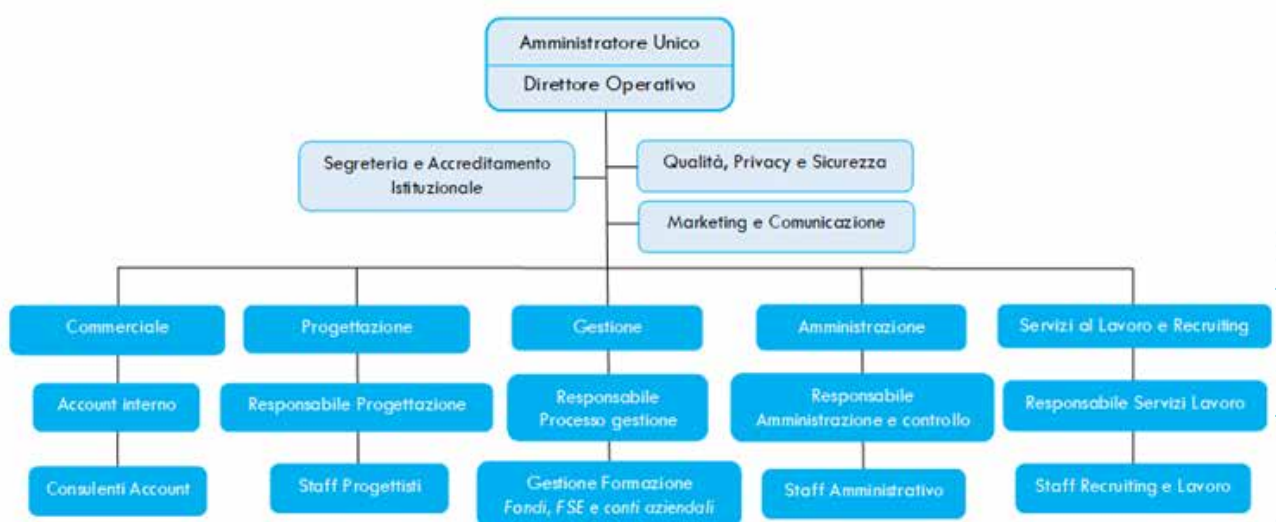 Amministratore Unico
Direttore Operativo
Segreteria e Accreditamento
Istituzionale
Qualità, Privacy e Sicurezza
Marketing e Comunicazione
Commerciale
Progettazione
Gestione
Amministrazione
Servizi al Lavoro e Recruiting
Account interno
Responsabile Progettazione
Responsabile
Processo gestione
Responsabile
Amministrazione e controllo
Responsabile Servizi Lavoro
Consulenti Account
Staff Progettisti
Gestione Formazione
Fondi, FSE e conti aziendali
Staff Amministrativo
Staff Recruiting e Lavoro